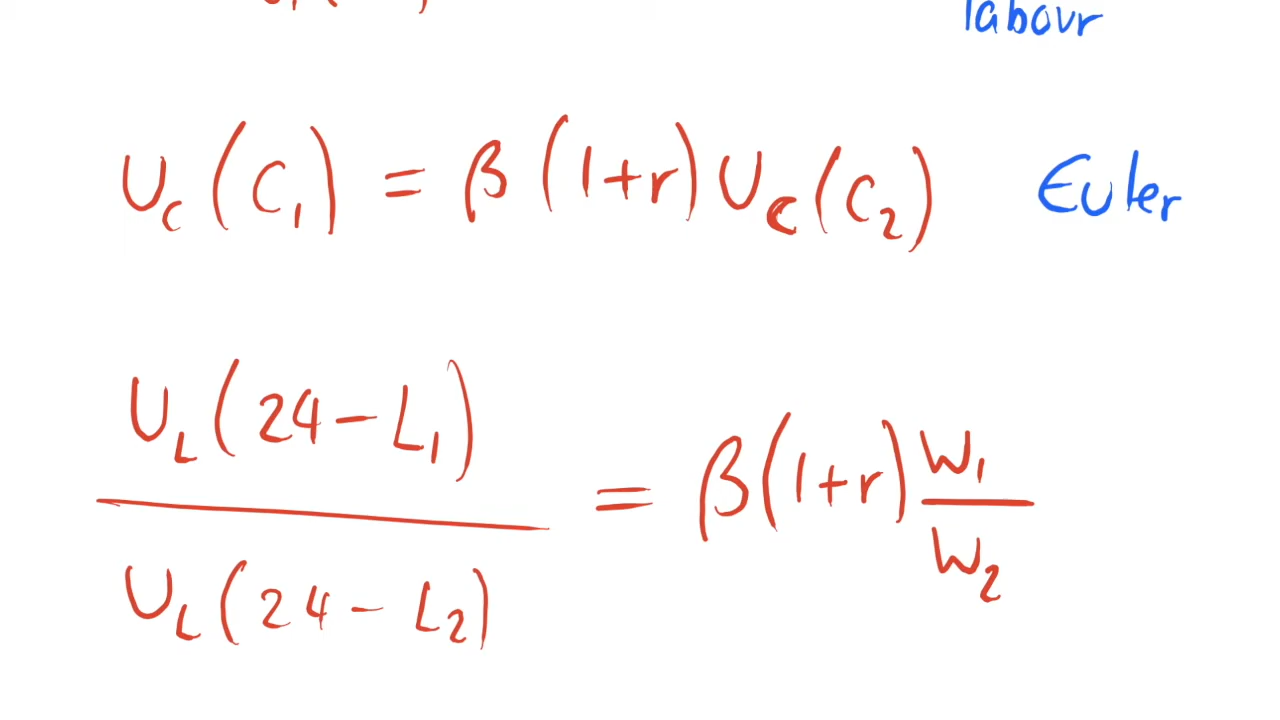 labour
U_c(C_1) = β(1+r)U_c(C_2) Euler
U_L(24-L_1) / U_L(24-L_2) = β(1+r) W_1 / W_2